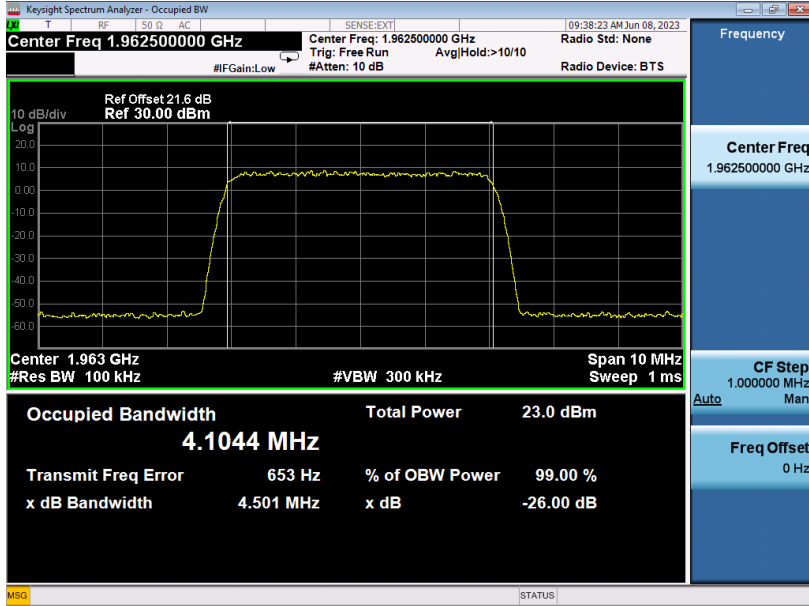 Keysight Spectrum Analyzer - Occupied BW
LXI T RF 50 Ω AC SENSE:EXT 09:38:23 AM Jun 08, 2023
Center Freq 1.962500000 GHz
Center Freq: 1.962500000 GHz
Radio Std: None
Trig: Free Run Avg|Hold:>10/10
#IFGain:Low
#Atten: 10 dB
Radio Device: BTS
Frequency
Ref Offset 21.6 dB
10 dB/div Ref 30.00 dBm
Log
20.0
10.0
0.00
-10.0
-20.0
-30.0
-40.0
-50.0
-60.0
Center 1.963 GHz Span 10 MHz
#Res BW 100 kHz #VBW 300 kHz Sweep 1 ms
Center Freq
1.962500000 GHz
CF Step
1.000000 MHz
Auto Man
Freq Offset
0 Hz
Occupied Bandwidth Total Power 23.0 dBm
4.1044 MHz
Transmit Freq Error 653 Hz % of OBW Power 99.00 %
x dB Bandwidth 4.501 MHz x dB -26.00 dB
MSG STATUS